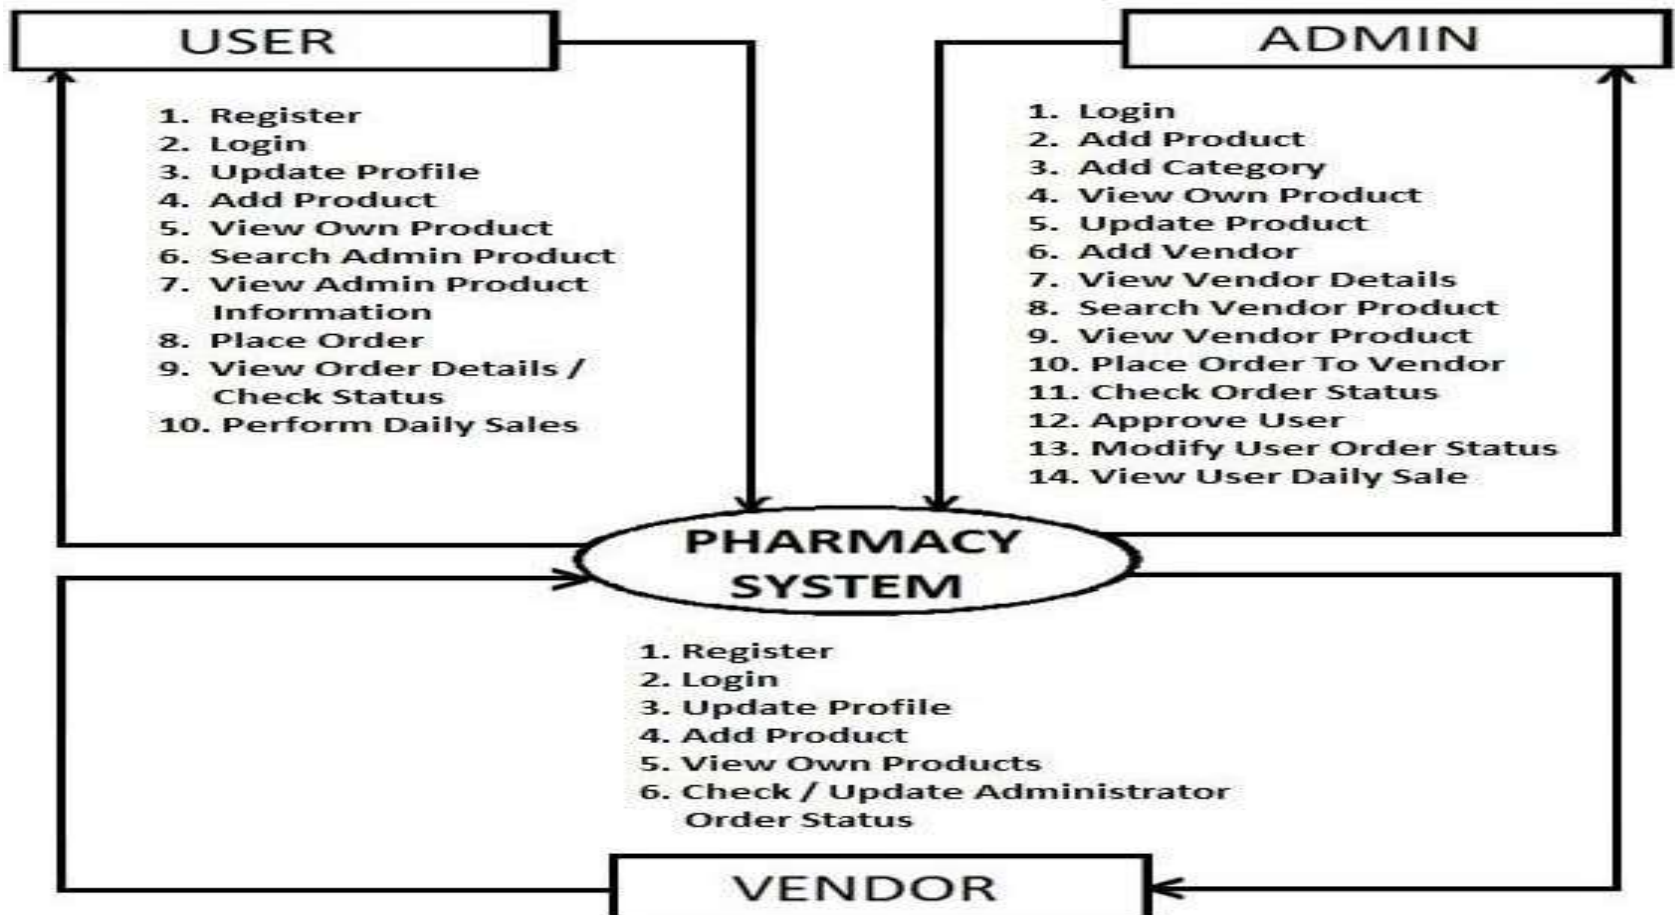 USER
1. Register
2. Login
3. Update Profile
4. Add Product
5. View Own Product
6. Search Admin Product
7. View Admin Product
Information
8. Place Order
9. View Order Details /
Check Status
10. Perform Daily Sales
ADMIN
1. Login
2. Add Product
3. Add Category
4. View Own Product
5. Update Product
6. Add Vendor
7. View Vendor Details
8. Search Vendor Product
9. View Vendor Product
10. Place Order To Vendor
11. Check Order Status
12. Approve User
13. Modify User Order Status
14. View User Daily Sale
PHARMACY
SYSTEM
1. Register
2. Login
3. Update Profile
4. Add Product
5. View Own Products
6. Check / Update Administrator
Order Status
VENDOR